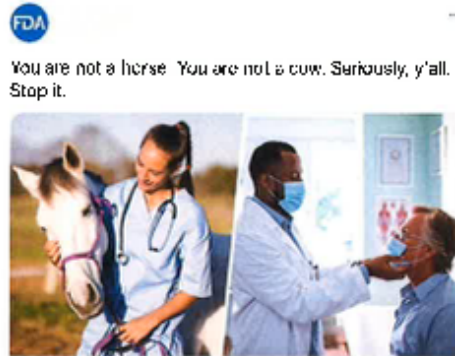 FDA
You are not a horse. You are not a cow. Seriously, y'all.
Stop it.